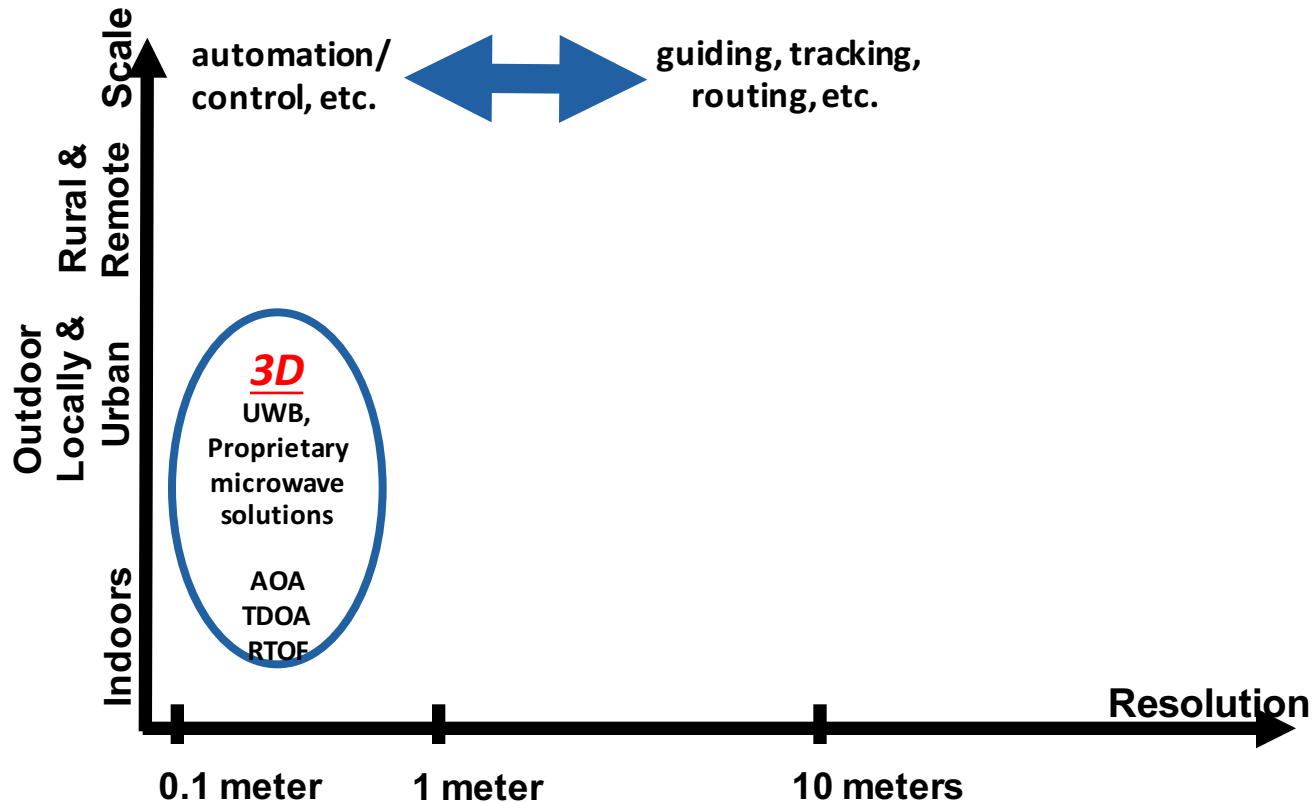 Scale
automation/
control, etc.
guiding, tracking,
routing, etc.
Rural &
Remote
Outdoor
Locally &
Urban
3D
UWB,
Proprietary
microwave
solutions
AOA
TDOA
RTOF
Indoors
Resolution
0.1 meter
1 meter
10 meters